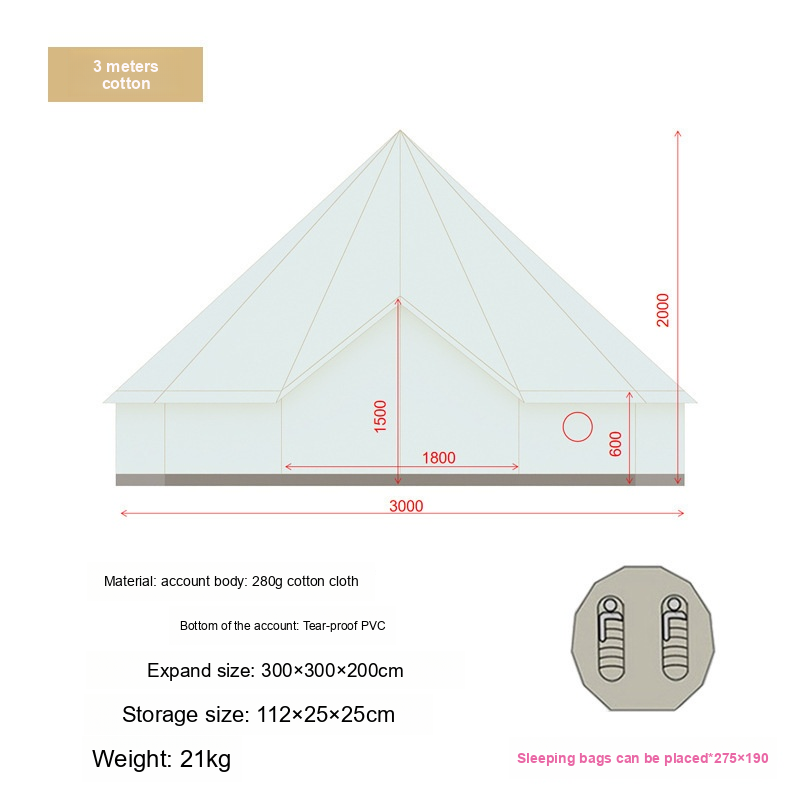 3 meters
cotton
2000
1500
600
1800
3000
Material: account body: 280g cotton cloth
Bottom of the account: Tear-proof PVC
Expand size: 300×300×200cm
Storage size: 112×25×25cm
Weight: 21kg
Sleeping bags can be placed*275×190